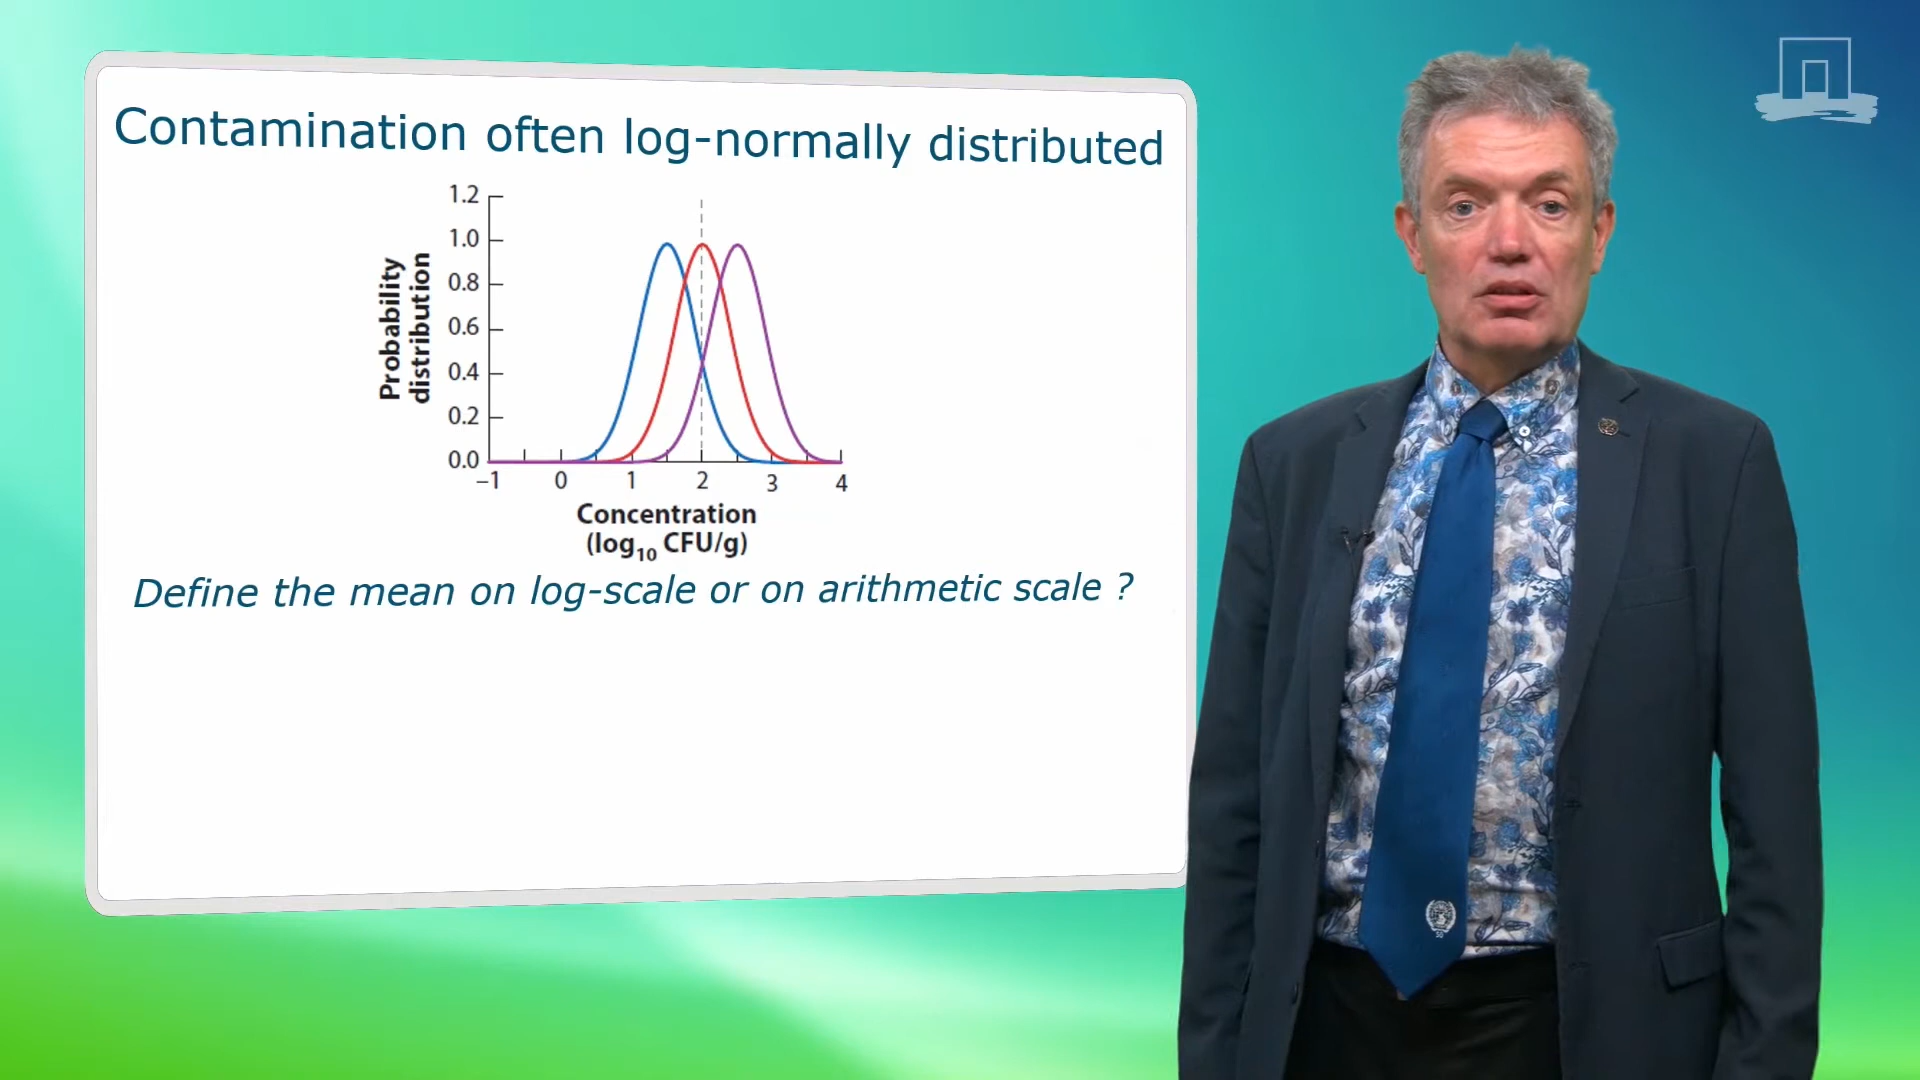 Contamination often log-normally distributed
1.2
1.0
0.8
0.6
0.4
0.2
0.0
Probability
distribution
–1 0 1 2 3 4
Concentration
(log10 CFU/g)
Define the mean on log-scale or on arithmetic scale ?
30